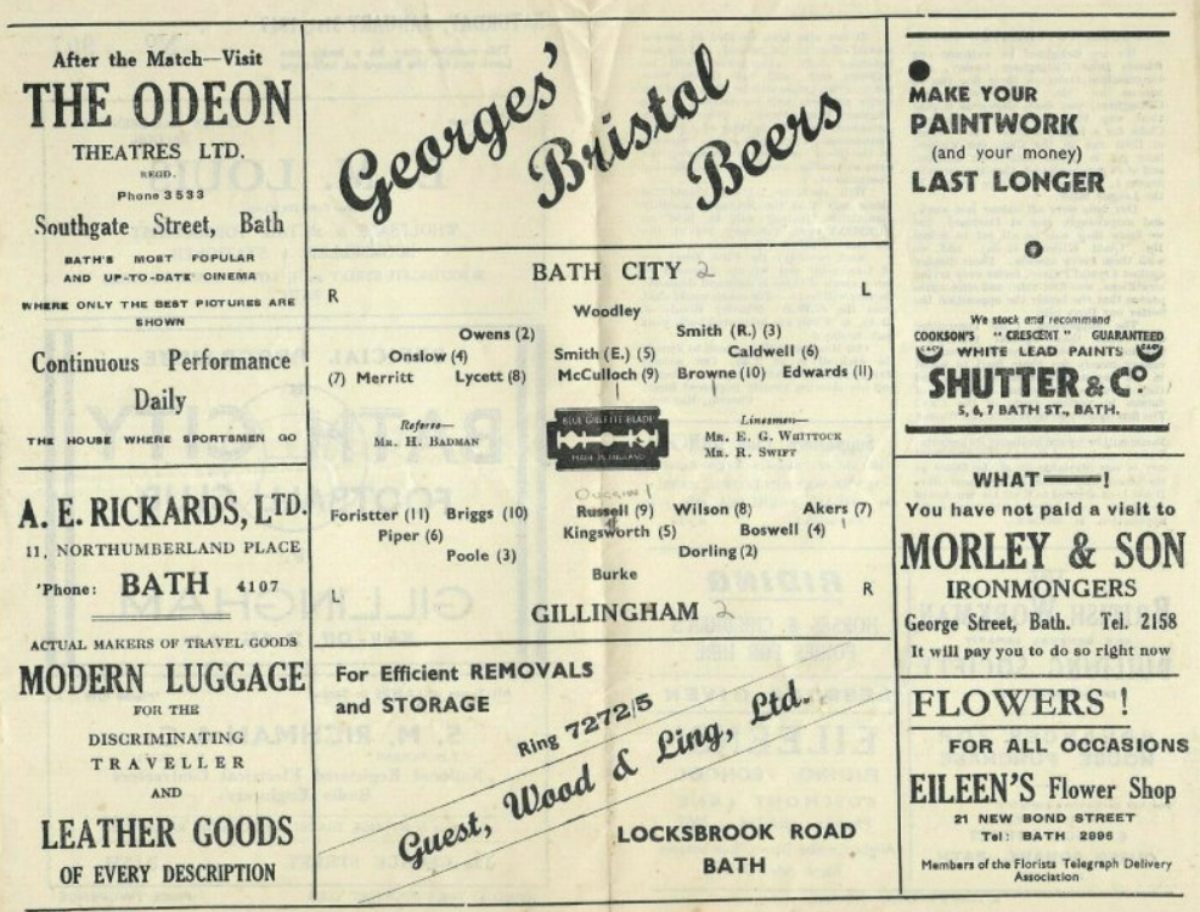 After the Match—Visit
THE ODEON
THEATRES LTD.
REGD.
Phone 3533
Southgate Street, Bath
BATH'S MOST POPULAR
AND UP-TO-DATE CINEMA
WHERE ONLY THE BEST PICTURES ARE
SHOWN
Continuous Performance
Daily
THE HOUSE WHERE SPORTSMEN GO
A. E. RICKARDS, LTD.
11, NORTHUMBERLAND PLACE
'Phone: BATH 4107
ACTUAL MAKERS OF TRAVEL GOODS
MODERN LUGGAGE
FOR THE
DISCRIMINATING
TRAVELLER
AND
LEATHER GOODS
OF EVERY DESCRIPTION
Georges' Bristol Beers
BATH CITY 2
R L
Woodley
Owens (2) Smith (R.) (3)
Onslow (4) Smith (E.) (5) Caldwell (6)
(7) Merritt Lycett (8) McCulloch (9) Browne (10) Edwards (11)
Referee—
MR. H. BADMAN
BLUE GILLETTE BLADE
MADE IN ENGLAND
Linesmen—
MR. E. G. WHITTOCK
MR. R. SWIFT
Foristter (11) Briggs (10) Russell (9) Wilson (8) Akers (7)
Piper (6) Kingsworth (5) Boswell (4)
Poole (3) Dorling (2)
Burke
L R
GILLINGHAM 2
For Efficient REMOVALS
and STORAGE
Ring 7272/5
Guest, Wood & Ling, Ltd.
LOCKSBROOK ROAD
BATH
MAKE YOUR
PAINTWORK
(and your money)
LAST LONGER
We stock and recommend
COOKSON'S "CRESCENT" GUARANTEED
WHITE LEAD PAINTS
SHUTTER & Co.
5, 6, 7 BATH ST., BATH.
WHAT——!
You have not paid a visit to
MORLEY & SON
IRONMONGERS
George Street, Bath. Tel. 2158
It will pay you to do so right now
FLOWERS!
FOR ALL OCCASIONS
EILEEN'S Flower Shop
21 NEW BOND STREET
Tel: BATH 2696
Members of the Florists Telegraph Delivery
Association